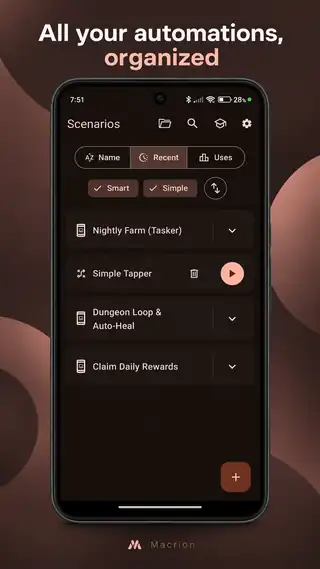 All your automations,
organized
7:51
28%
Scenarios
Name
Recent
Uses
Smart
Simple
Nightly Farm (Tasker)
Simple Tapper
Dungeon Loop &
Auto-Heal
Claim Daily Rewards
Macrion